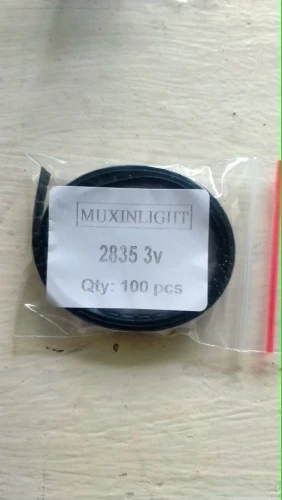 MUXINLIGHT
2835 3v
Qty: 100 pcs